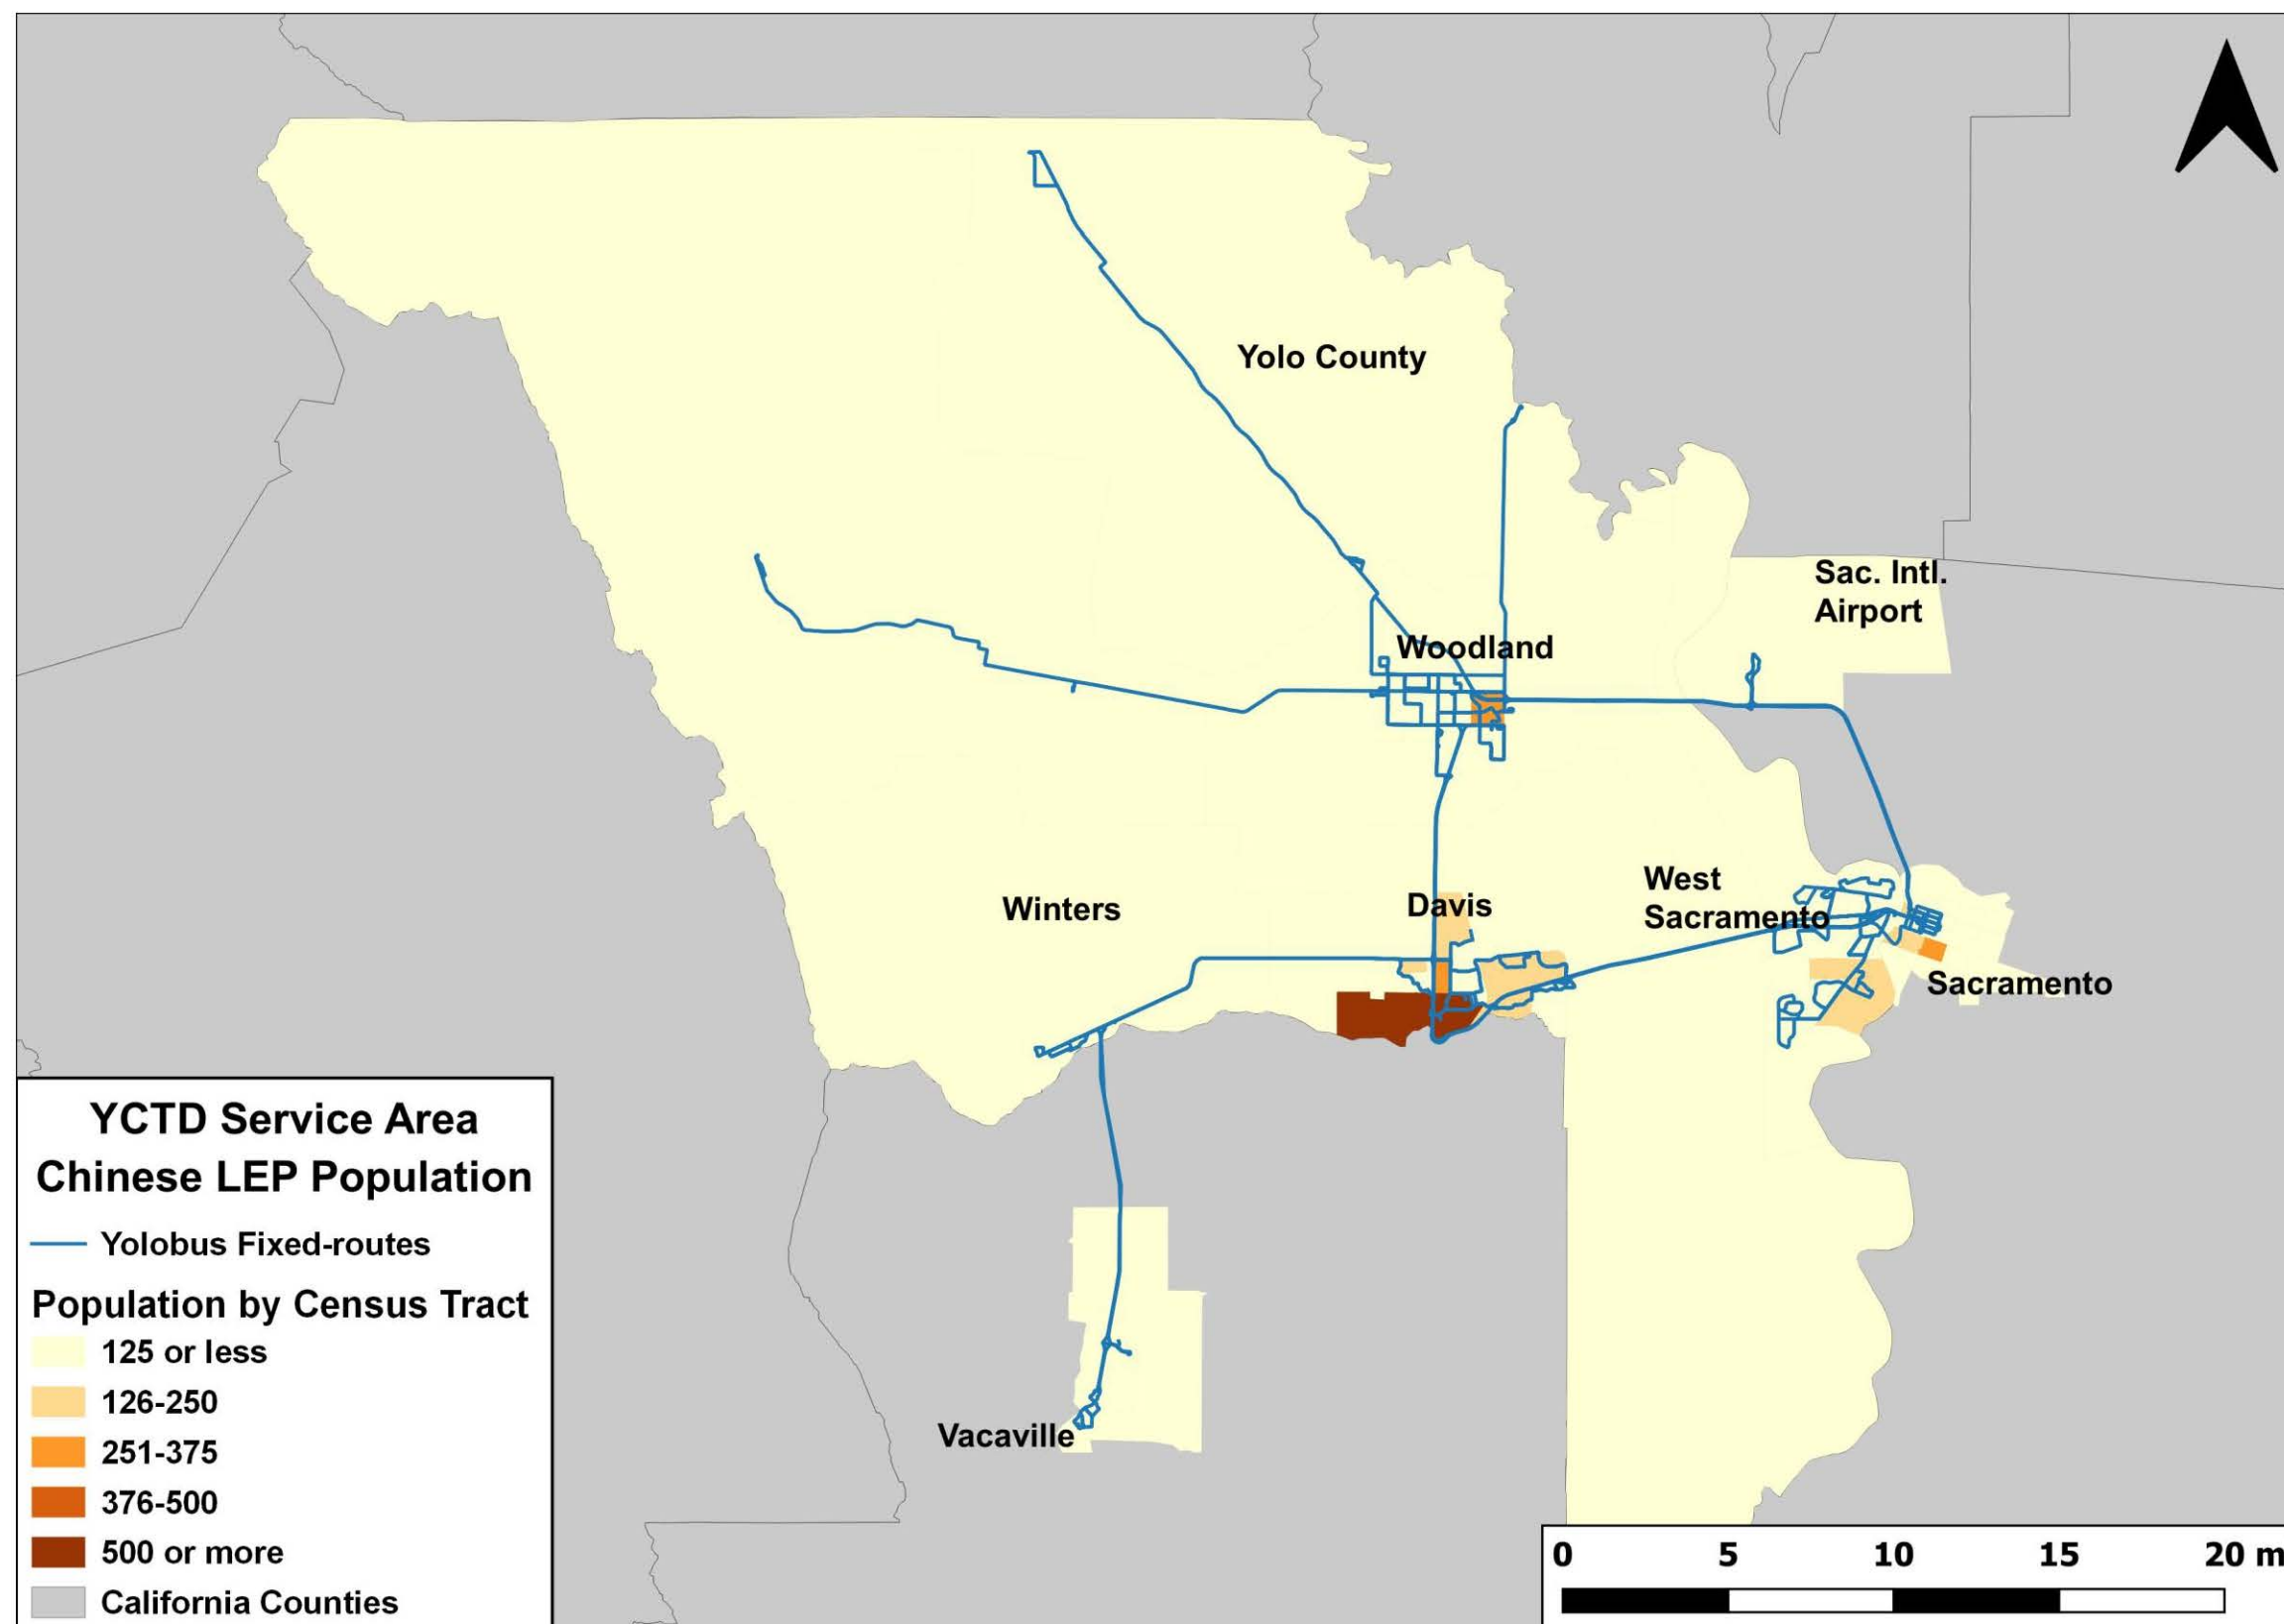 Yolo County
Sac. Intl.
Airport
Woodland
West
Sacramento
Winters
Davis
Sacramento
Vacaville
YCTD Service Area
Chinese LEP Population
Yolobus Fixed-routes
Population by Census Tract
125 or less
126-250
251-375
376-500
500 or more
California Counties
0 5 10 15 20 m